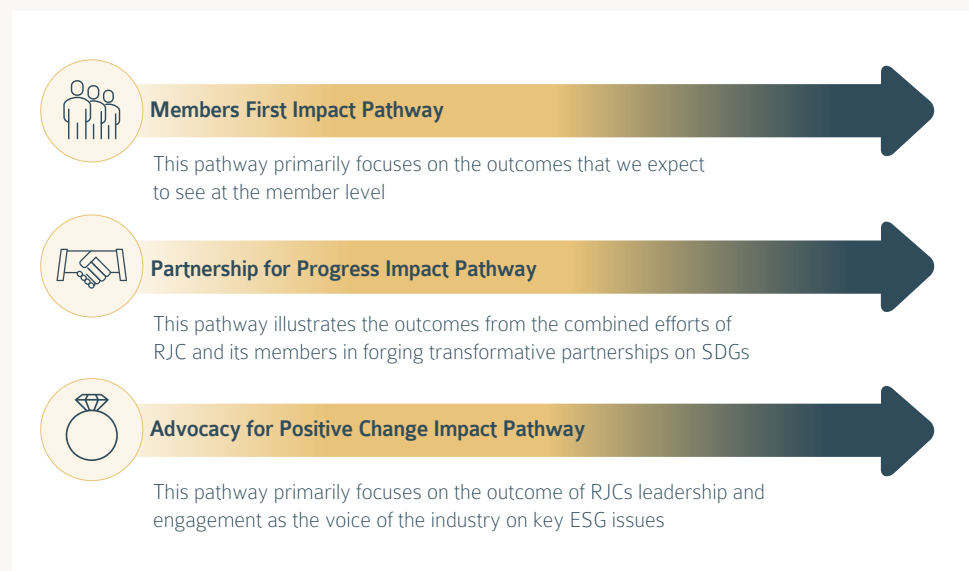 Members First Impact Pathway
This pathway primarily focuses on the outcomes that we expect
to see at the member level
Partnership for Progress Impact Pathway
This pathway illustrates the outcomes from the combined efforts of
RJC and its members in forging transformative partnerships on SDGs
Advocacy for Positive Change Impact Pathway
This pathway primarily focuses on the outcome of RJCs leadership and
engagement as the voice of the industry on key ESG issues